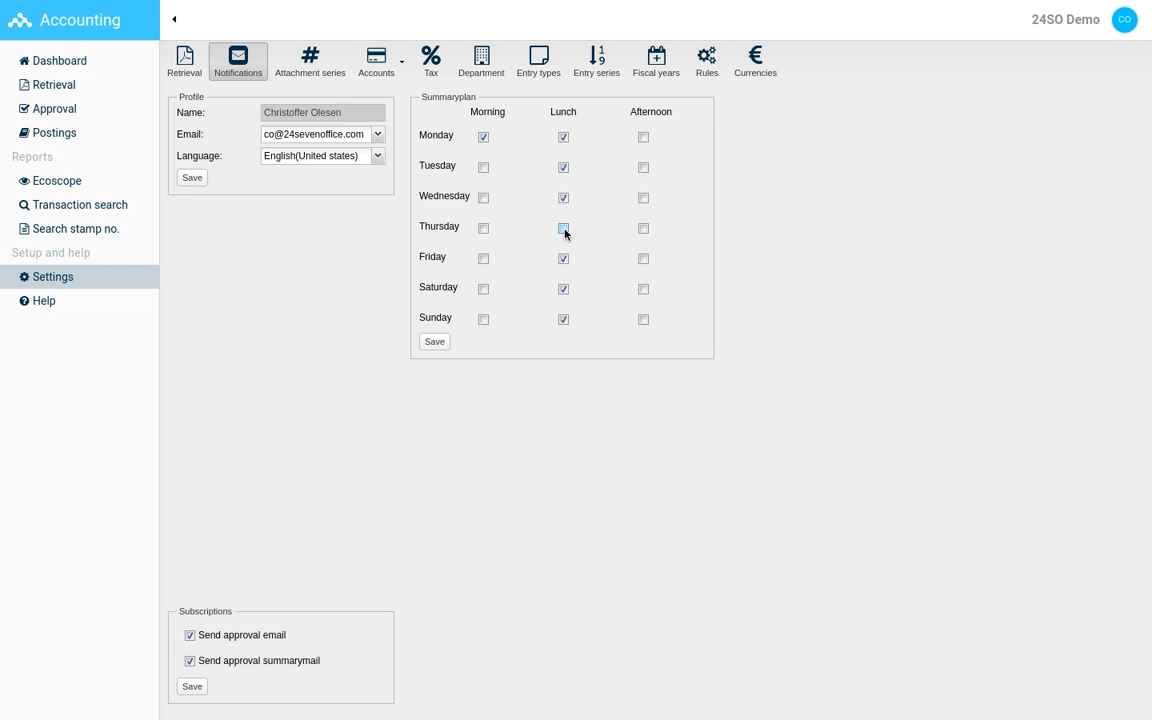 Accounting
24SO Demo
CO
Dashboard
Retrieval
Approval
Postings
Reports
Ecoscope
Transaction search
Search stamp no.
Setup and help
Settings
Help
Retrieval
Notifications
Attachment series
Accounts
Tax
Department
Entry types
1
9
Entry series
Fiscal years
Rules
Currencies
Profile
Name: Christoffer Olesen
Email: co@24sevenoffice.com
Language: English(United states)
Save
Summaryplan
Morning Lunch Afternoon
Monday
Tuesday
Wednesday
Thursday
Friday
Saturday
Sunday
Save
Subscriptions
Send approval email
Send approval summarymail
Save